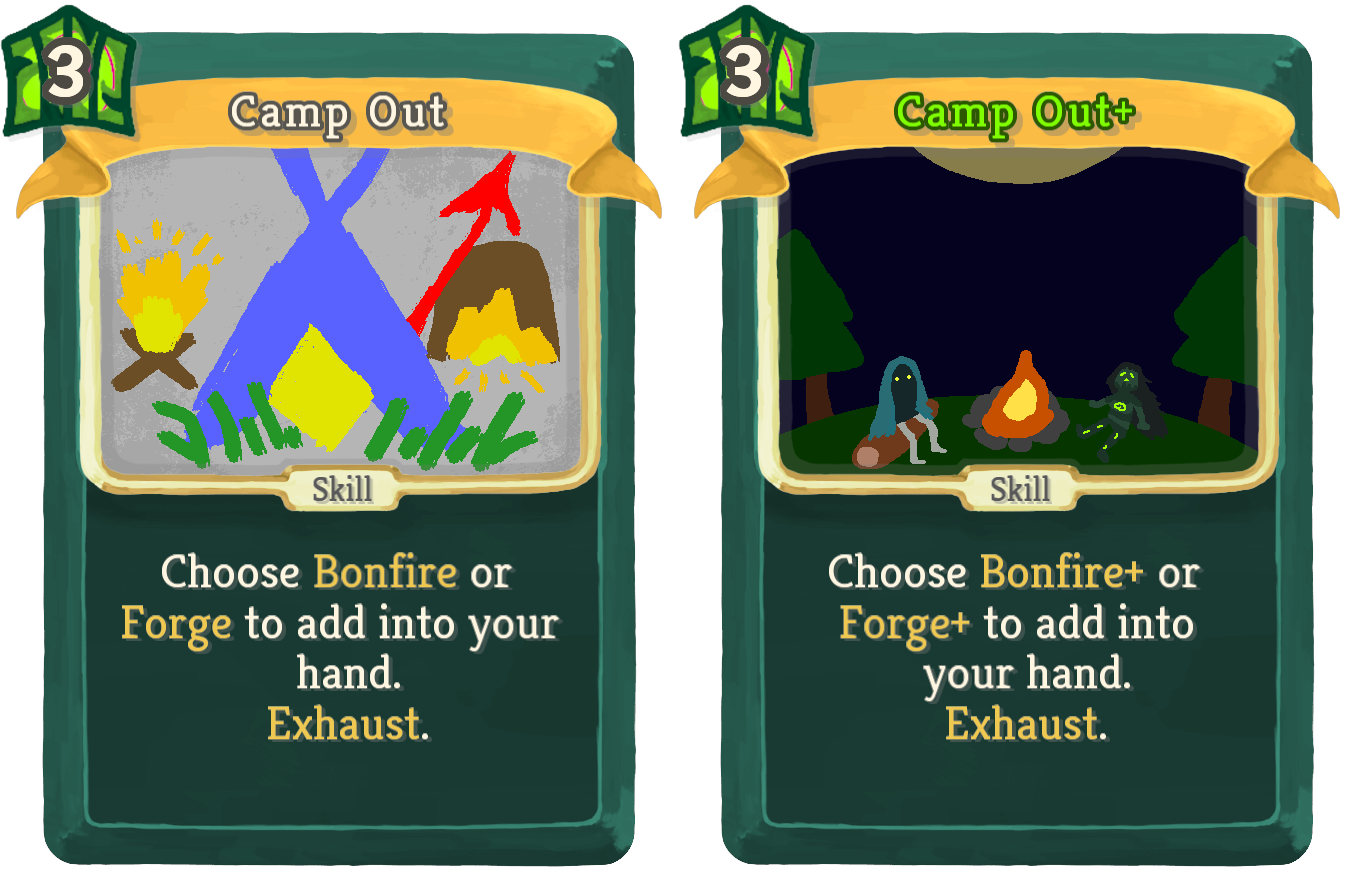 3
Camp Out
Skill
Choose Bonfire or
Forge to add into your
hand.
Exhaust.
3
Camp Out+
Skill
Choose Bonfire+ or
Forge+ to add into
your hand.
Exhaust.